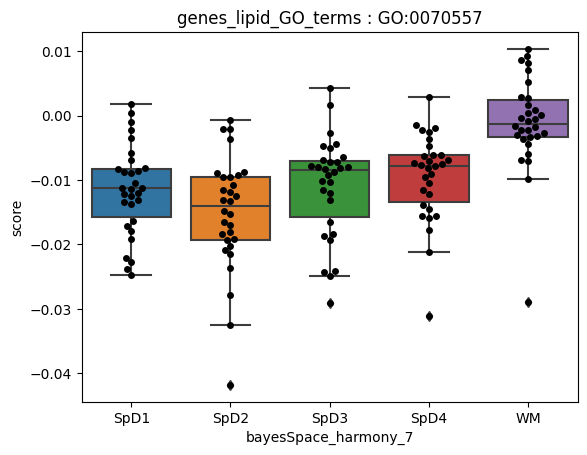 genes_lipid_GO_terms : GO:0070557
0.01
0.00
−0.01
−0.02
−0.03
−0.04
score
SpD1 SpD2 SpD3 SpD4 WM
bayesSpace_harmony_7